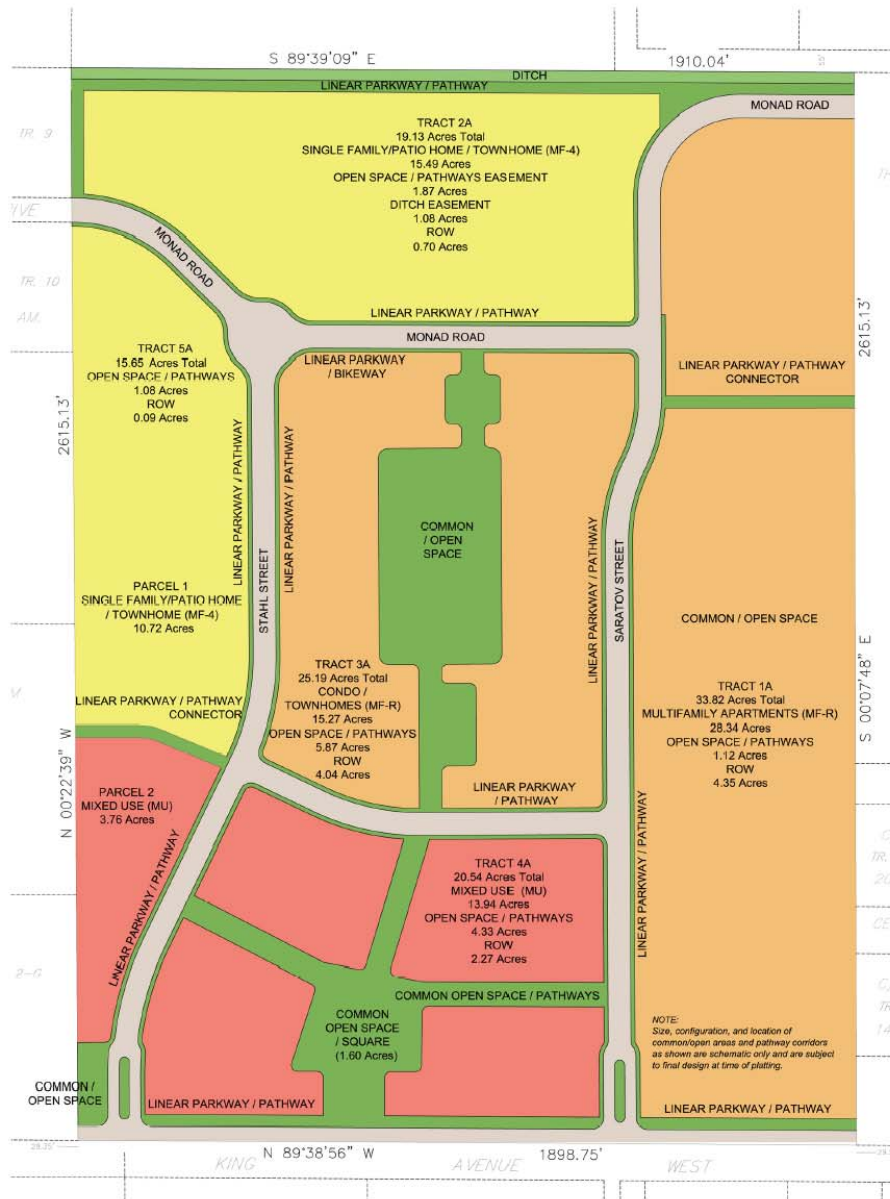 S 89°39'09" E
1910.04'
DITCH
LINEAR PARKWAY / PATHWAY
MONAD ROAD
TR. 9
TRACT 2A
19.13 Acres Total
SINGLE FAMILY/PATIO HOME / TOWNHOME (MF-4)
15.49 Acres
OPEN SPACE / PATHWAYS EASEMENT
1.87 Acres
DITCH EASEMENT
1.08 Acres
ROW
0.70 Acres
MONAD ROAD
TR. 10
AM.
LINEAR PARKWAY / PATHWAY
MONAD ROAD
2615.13'
TRACT 5A
15.65 Acres Total
OPEN SPACE / PATHWAYS
1.08 Acres
ROW
0.09 Acres
LINEAR PARKWAY
/ BIKEWAY
LINEAR PARKWAY / PATHWAY
CONNECTOR
2615.13'
LINEAR PARKWAY / PATHWAY
LINEAR PARKWAY / PATHWAY
STAHL STREET
COMMON
/ OPEN
SPACE
LINEAR PARKWAY / PATHWAY
SARATOV STREET
PARCEL 1
SINGLE FAMILY/PATIO HOME
/ TOWNHOME (MF-4)
10.72 Acres
COMMON / OPEN SPACE
LINEAR PARKWAY / PATHWAY
CONNECTOR
TRACT 3A
25.19 Acres Total
CONDO /
TOWNHOMES (MF-R)
15.27 Acres
OPEN SPACE / PATHWAYS
5.87 Acres
ROW
4.04 Acres
TRACT 1A
33.82 Acres Total
MULTIFAMILY APARTMENTS (MF-R)
28.34 Acres
OPEN SPACE / PATHWAYS
1.12 Acres
ROW
4.35 Acres
S 00°07'48" E
N 00°22'39" W
LINEAR PARKWAY
/ PATHWAY
PARCEL 2
MIXED USE (MU)
3.76 Acres
LINEAR PARKWAY / PATHWAY
TRACT 4A
20.54 Acres Total
MIXED USE (MU)
13.94 Acres
OPEN SPACE / PATHWAYS
4.33 Acres
ROW
2.27 Acres
LINEAR PARKWAY / PATHWAY
2-G
COMMON OPEN SPACE / PATHWAYS
COMMON
OPEN SPACE
/ SQUARE
(1.60 Acres)
NOTE:
Size, configuration, and location of
common/open areas and pathway corridors
as shown are schematic only and are subject
to final design at time of platting.
COMMON /
OPEN SPACE
LINEAR PARKWAY / PATHWAY
LINEAR PARKWAY / PATHWAY
N 89°38'56" W
1898.75'
KING AVENUE WEST